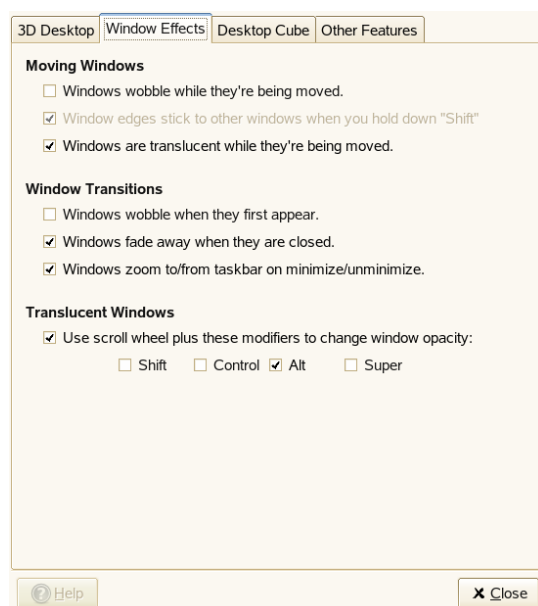 3D Desktop Window Effects Desktop Cube Other Features
Moving Windows
Windows wobble while they're being moved.
Window edges stick to other windows when you hold down "Shift"
Windows are translucent while they're being moved.
Window Transitions
Windows wobble when they first appear.
Windows fade away when they are closed.
Windows zoom to/from taskbar on minimize/unminimize.
Translucent Windows
Use scroll wheel plus these modifiers to change window opacity:
Shift Control Alt Super
Help Close